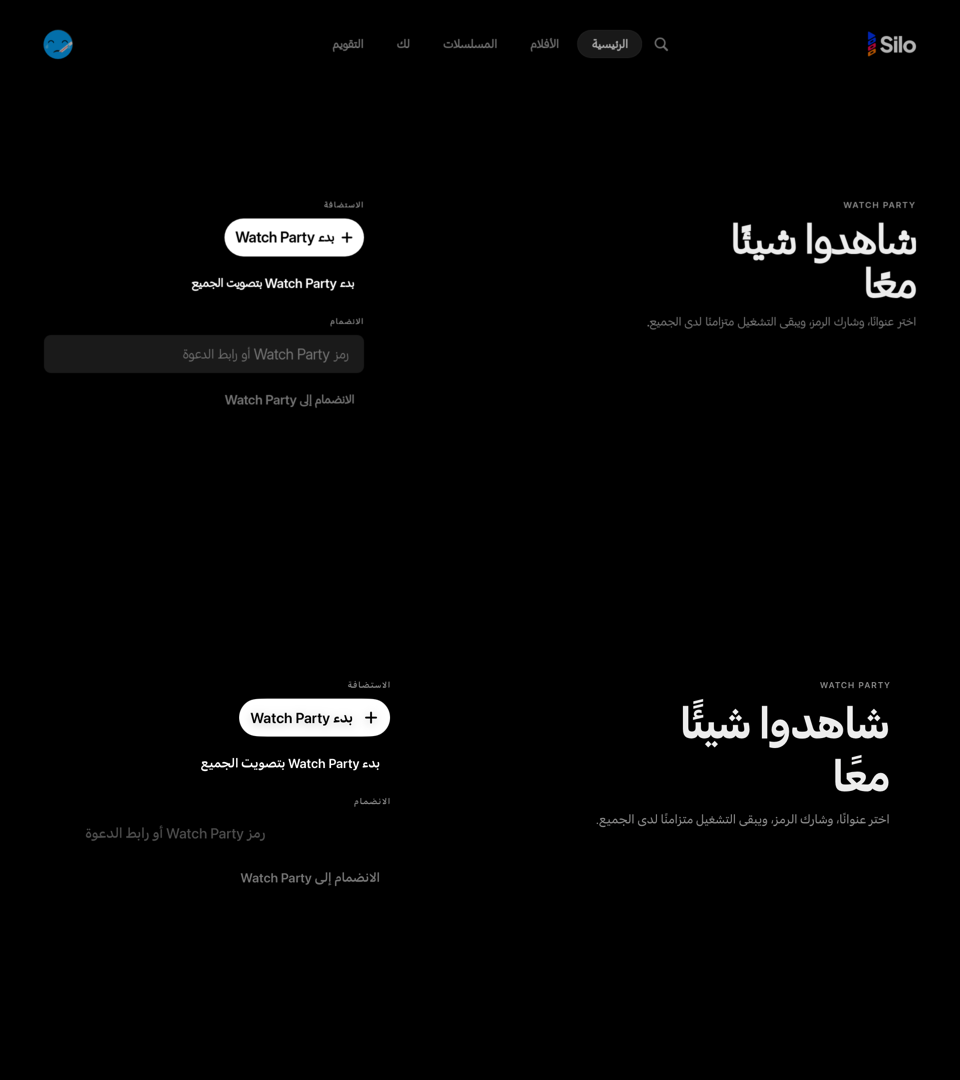 Silo
الرئيسية
الأفلام
المسلسلات
لك
التقويم
WATCH PARTY
شاهدوا شيئًا
معًا
اختر عنوانًا، وشارك الرمز، ويبقى التشغيل متزامنًا لدى الجميع.
الاستضافة
بدء Watch Party
بدء Watch Party بتصويت الجميع
الانضمام
رمز Watch Party أو رابط الدعوة
الانضمام إلى Watch Party
WATCH PARTY
شاهدوا شيئًا
معًا
اختر عنوانًا، وشارك الرمز، ويبقى التشغيل متزامنًا لدى الجميع.
الاستضافة
بدء Watch Party
بدء Watch Party بتصويت الجميع
الانضمام
رمز Watch Party أو رابط الدعوة
الانضمام إلى Watch Party